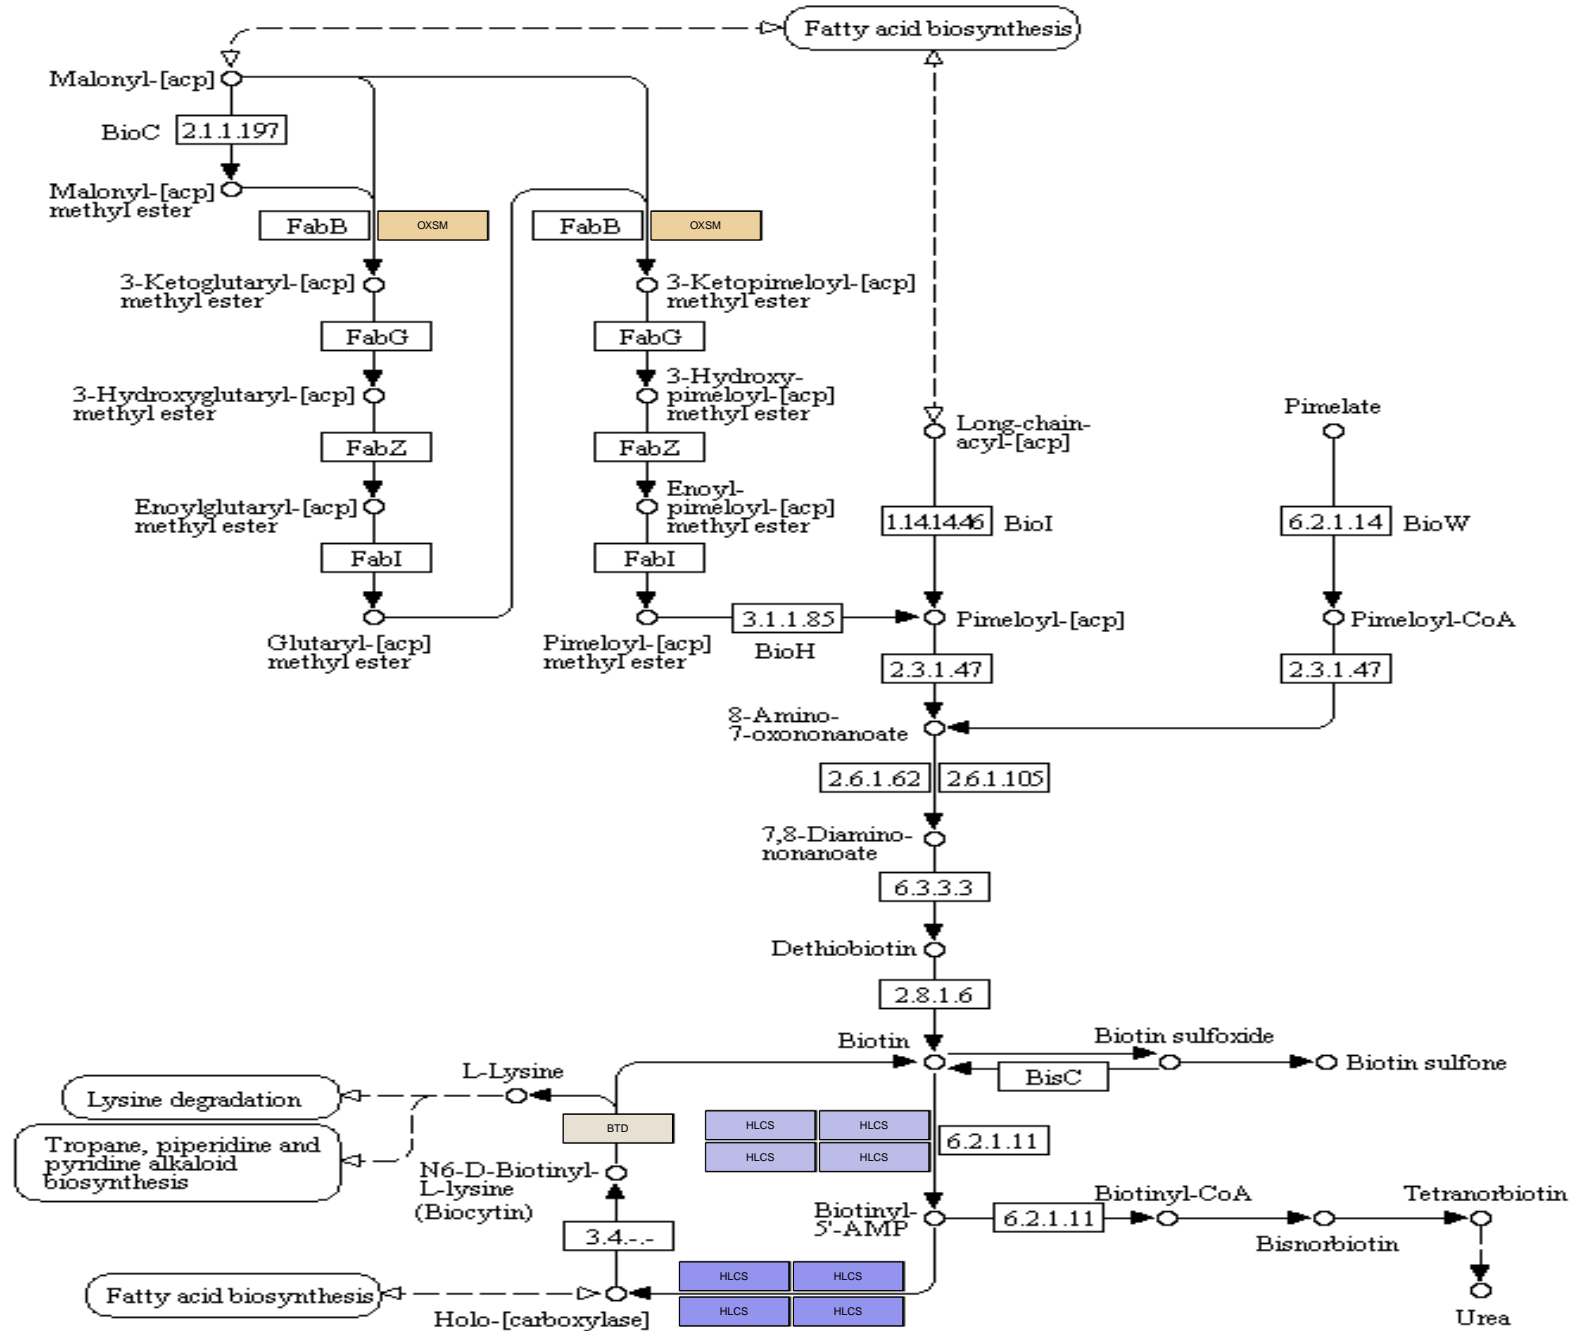 Fatty acid biosynthesis
Malonyl-[acp]
BioC
2.1.1.197
Malonyl-[acp]
methyl ester
FabB
OXSM
FabB
OXSM
3-Ketoglutaryl-[acp]
methyl ester
3-Ketopimeloyl-[acp]
methyl ester
FabG
FabG
3-Hydroxyglutaryl-[acp]
methyl ester
3-Hydroxy-
pimeloyl-[acp]
methyl ester
Long-chain-
acyl-[acp]
Pimelate
FabZ
FabZ
Enoylglutaryl-[acp]
methyl ester
Enoyl-
pimeloyl-[acp]
methyl ester
1.14.14.46
BioI
6.2.1.14
BioW
FabI
FabI
Glutaryl-[acp]
methyl ester
Pimeloyl-[acp]
methyl ester
3.1.1.85
BioH
Pimeloyl-[acp]
Pimeloyl-CoA
2.3.1.47
2.3.1.47
8-Amino-
7-oxononanoate
2.6.1.62
2.6.1.105
7,8-Diamino-
nonanoate
6.3.3.3
Dethiobiotin
2.8.1.6
Biotin
Biotin sulfoxide
Biotin sulfone
BisC
L-Lysine
Lysine degradation
BTD
HLCS
HLCS
HLCS
HLCS
6.2.1.11
Tropane, piperidine and
pyridine alkaloid
biosynthesis
N6-D-Biotinyl-
L-lysine
(Biocytin)
Biotinyl-
5'-AMP
6.2.1.11
Biotinyl-CoA
Bisnorbiotin
Tetranorbiotin
3.4.-.-
HLCS
HLCS
HLCS
HLCS
Fatty acid biosynthesis
Holo-[carboxylase]
Urea